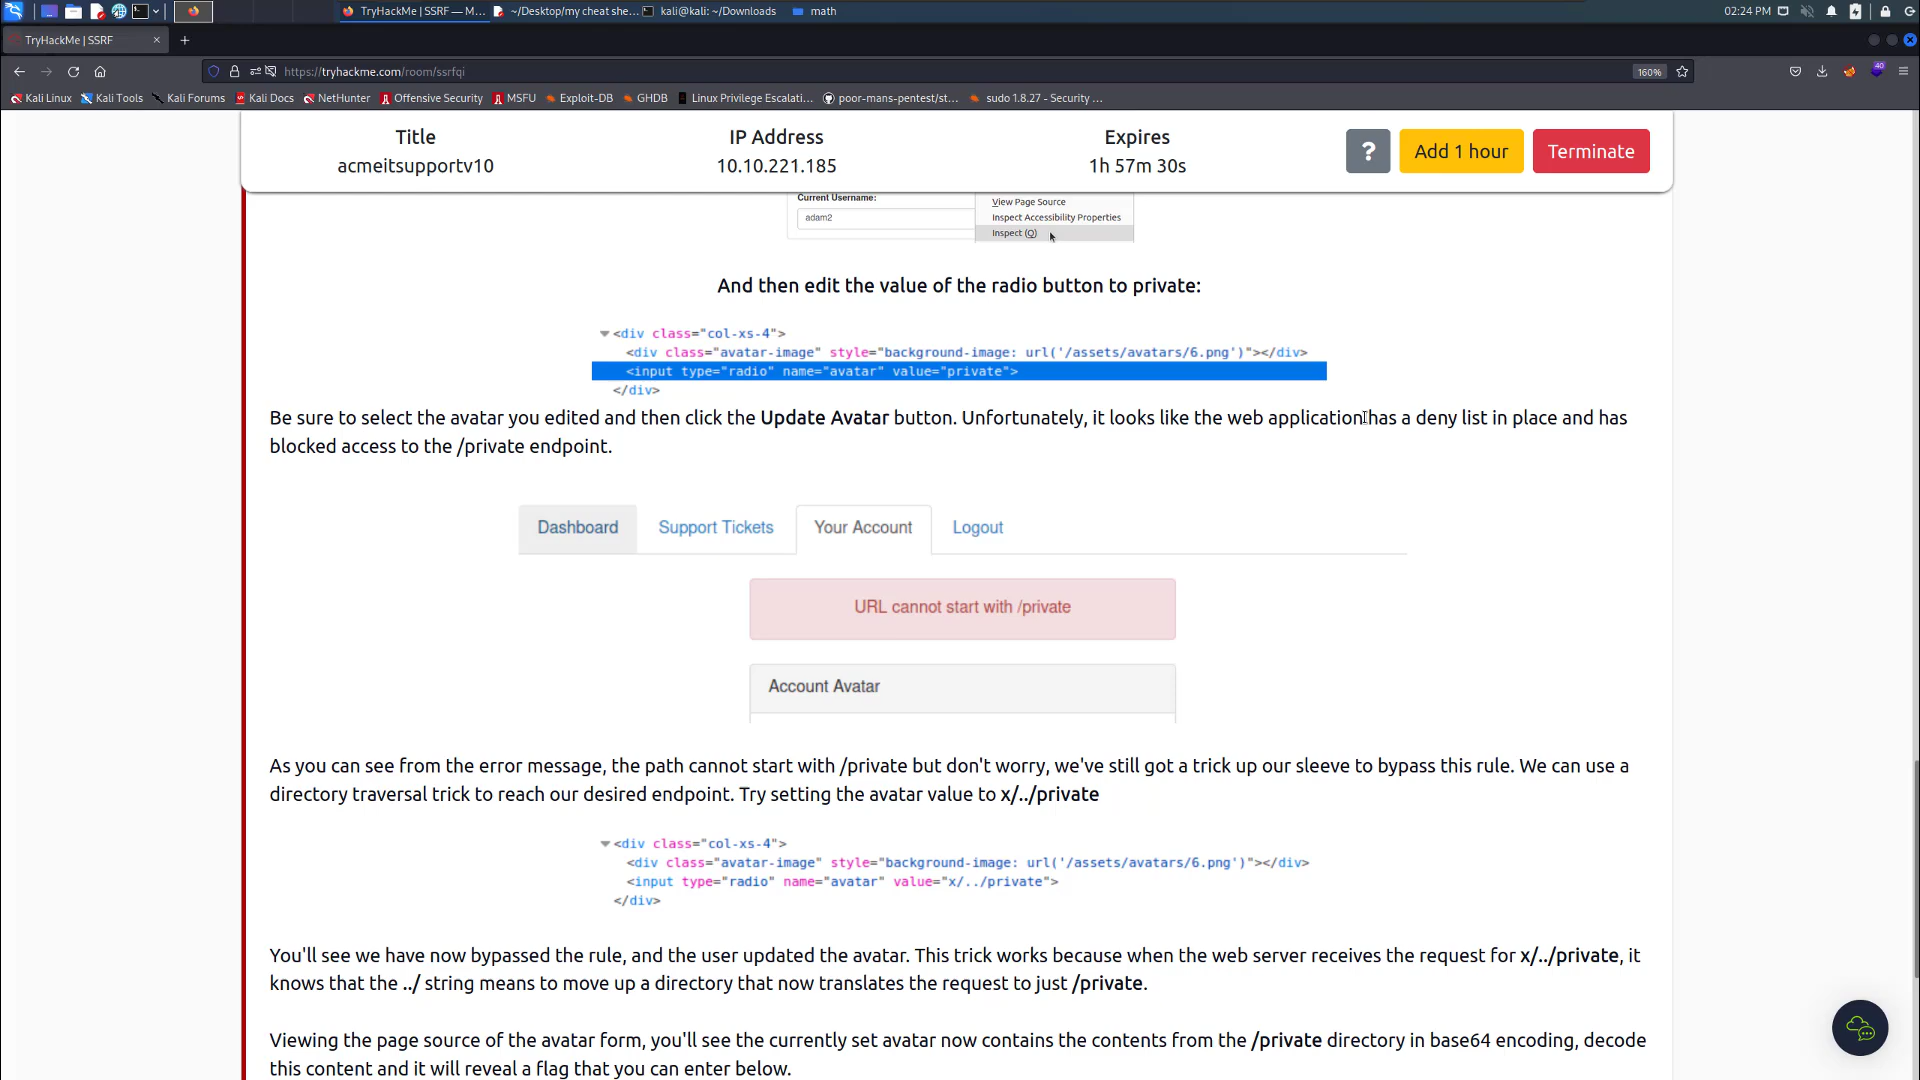 TryHackMe | SSRF — M...
~/Desktop/my cheat she...
kali@kali: ~/Downloads
math
02:24 PM
TryHackMe | SSRF
https://tryhackme.com/room/ssrfqi
160%
40
Kali Linux
Kali Tools
Kali Forums
Kali Docs
NetHunter
Offensive Security
MSFU
Exploit-DB
GHDB
Linux Privilege Escalati...
poor-mans-pentest/st...
sudo 1.8.27 - Security ...
Title
IP Address
Expires
acmeitsupportv10
10.10.221.185
1h 57m 30s
?
Add 1 hour
Terminate
Current Username:
adam2
View Page Source
Inspect Accessibility Properties
Inspect (Q)
And then edit the value of the radio button to private:
<div class="col-xs-4">
<div class="avatar-image" style="background-image: url('/assets/avatars/6.png')"></div>
<input type="radio" name="avatar" value="private">
</div>
Be sure to select the avatar you edited and then click the Update Avatar button. Unfortunately, it looks like the web application has a deny list in place and has
blocked access to the /private endpoint.
Dashboard
Support Tickets
Your Account
Logout
URL cannot start with /private
Account Avatar
As you can see from the error message, the path cannot start with /private but don't worry, we've still got a trick up our sleeve to bypass this rule. We can use a
directory traversal trick to reach our desired endpoint. Try setting the avatar value to x/../private
<div class="col-xs-4">
<div class="avatar-image" style="background-image: url('/assets/avatars/6.png')"></div>
<input type="radio" name="avatar" value="x/../private">
</div>
You'll see we have now bypassed the rule, and the user updated the avatar. This trick works because when the web server receives the request for x/../private, it
knows that the ../ string means to move up a directory that now translates the request to just /private.
Viewing the page source of the avatar form, you'll see the currently set avatar now contains the contents from the /private directory in base64 encoding, decode
this content and it will reveal a flag that you can enter below.